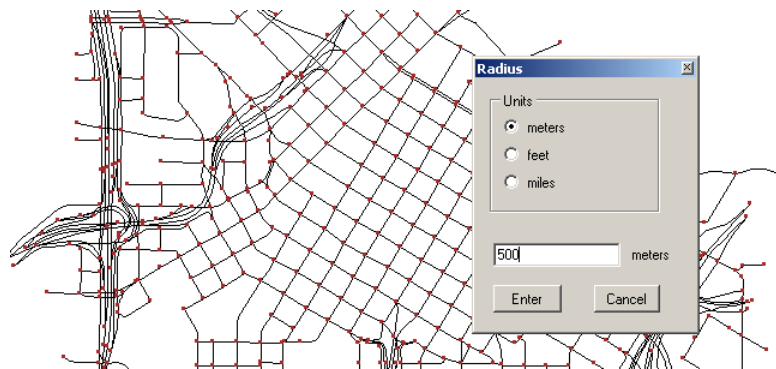 Radius
Units
meters
feet
miles
500 meters
Enter Cancel